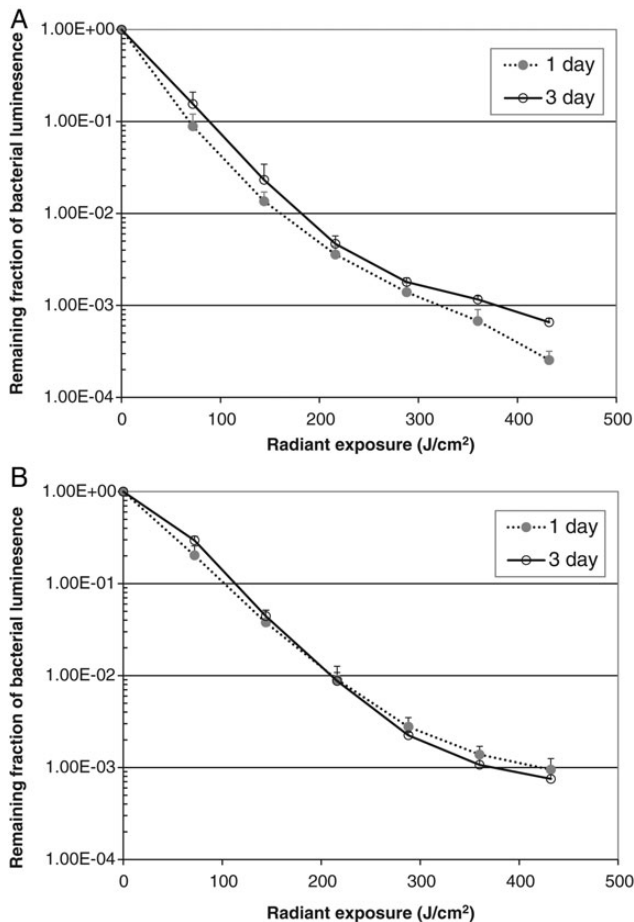 A
1.00E+00
1.00E-01
1.00E-02
1.00E-03
1.00E-04
Remaining fraction of bacterial luminesence
1 day
3 day
0 100 200 300 400 500
Radiant exposure (J/cm²)
B
1.00E+00
1.00E-01
1.00E-02
1.00E-03
1.00E-04
Remaining fraction of bacterial luminesence
1 day
3 day
0 100 200 300 400 500
Radiant exposure (J/cm²)